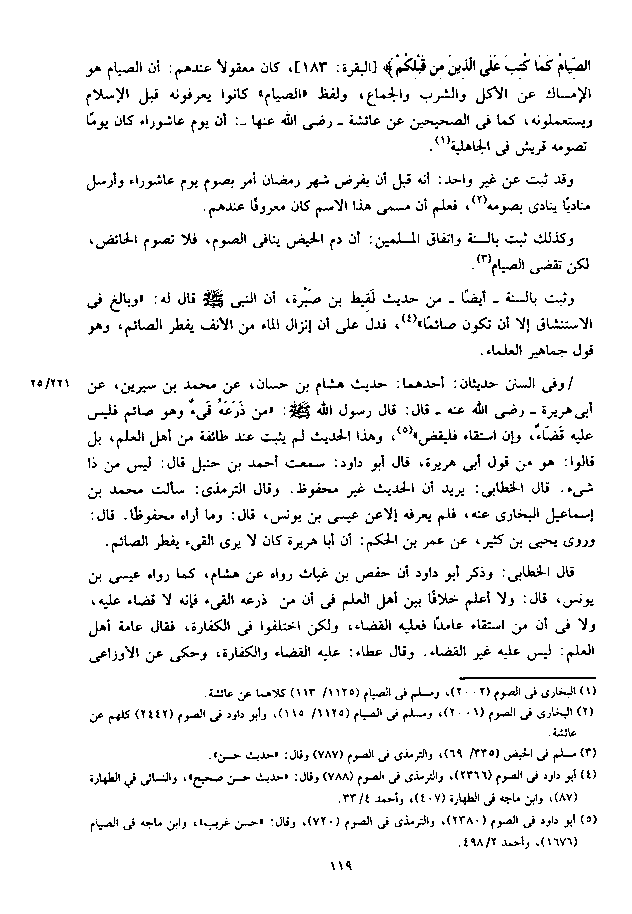 الصِّيَامُ كَمَا كُتِبَ عَلَى الَّذِينَ مِن قَبْلِكُمْ﴾ [البقرة: ١٨٣]، كان معقولاً عندهم: أن الصيام هو
الإمساك عن الأكل والشرب والجماع، ولفظ «الصيام» كانوا يعرفونه قبل الإسلام
ويستعملونه، كما فى الصحيحين عن عائشة ـ رضى الله عنها ـ: أن يوم عاشوراء كان يومًا
تصومه قريش فى الجاهلية(١).
وقد ثبت عن غير واحد: أنه قبل أن يفرض شهر رمضان أمر بصوم يوم عاشوراء وأرسل
مناديًا ينادى بصومه(٢)، فعلم أن مسمى هذا الاسم كان معروفًا عندهم.
وكذلك ثبت بالسنة واتفاق المسلمين: أن دم الحيض ينافى الصوم، فلا تصوم الحائض،
لكن تقضى الصيام(٣).
وثبت بالسنة ـ أيضًا ـ من حديث لَقِيط بن صَبْرة، أن النبى ﷺ قال له: «وبالغ فى
الاستنشاق إلا أن تكون صائمًا»(٤)، فدل على أن إنزال الماء من الأنف يفطر الصائم، وهو
قول جماهير العلماء.
/ وفى السنن حديثان: أحدهما: حديث هشام بن حسان، عن محمد بن سيرين، عن ٢٥/٢٢١
أبى هريرة ـ رضى الله عنه ـ قال: قال رسول الله ﷺ: «من ذَرَعَهُ قَىءٌ وهو صائم فليس
عليه قَضَاءٌ، وإن استقاء فليقض»(٥)، وهذا الحديث لم يثبت عند طائفة من أهل العلم، بل
قالوا: هو من قول أبى هريرة، قال أبو داود: سمعت أحمد بن حنبل قال: ليس من ذا
شىء. قال الخطابى: يريد أن الحديث غير محفوظ. وقال الترمذى: سألت محمد بن
إسماعيل البخارى عنه، فلم يعرفه إلاعن عيسى بن يونس، قال: وما أراه محفوظًا. قال:
وروى يحيى بن كثير، عن عمر بن الحكم: أن أبا هريرة كان لا يرى القىء يفطر الصائم.
قال الخطابى: وذكر أبو داود أن حفص بن غياث رواه عن هشام، كما رواه عيسى بن
يونس، قال: ولا أعلم خلافًا بين أهل العلم فى أن من ذرعه القىء فإنه لا قضاء عليه،
ولا فى أن من استقاء عامدًا فعليه القضاء، ولكن اختلفوا فى الكفارة، فقال عامة أهل
العلم: ليس عليه غير القضاء. وقال عطاء: عليه القضاء والكفارة، وحكى عن الأوزاعى
(١) البخارى فى الصوم (٢٠٠٢)، ومسلم فى الصيام (١١٢٥/ ١١٣) كلاهما عن عائشة.
(٢) البخارى فى الصوم (٢٠٠٦)، ومسلم فى الصيام (١١٢٥/ ١١٥)، وأبو داود فى الصوم (٢٤٤٢) كلهم عن
عائشة.
(٣) مسلم فى الحيض (٣٣٥/ ٦٩)، والترمذى فى الصوم (٧٨٧) وقال: «حديث حسن».
(٤) أبو داود فى الصوم (٢٣٦٦)، والترمذى فى الصوم (٧٨٨) وقال: «حديث حسن صحيح»، والنسائى في الطهارة
(٨٧)، وابن ماجه فى الطهارة (٤٠٧)، وأحمد ٤/ ٣٣.
(٥) أبو داود فى الصوم (٢٣٨٠)، والترمذى فى الصوم (٧٢٠)، وقال: «حسن غريب»، وابن ماجه فى الصيام
(١٦٧٦)، وأحمد ٢/ ٤٩٨.
١١٩